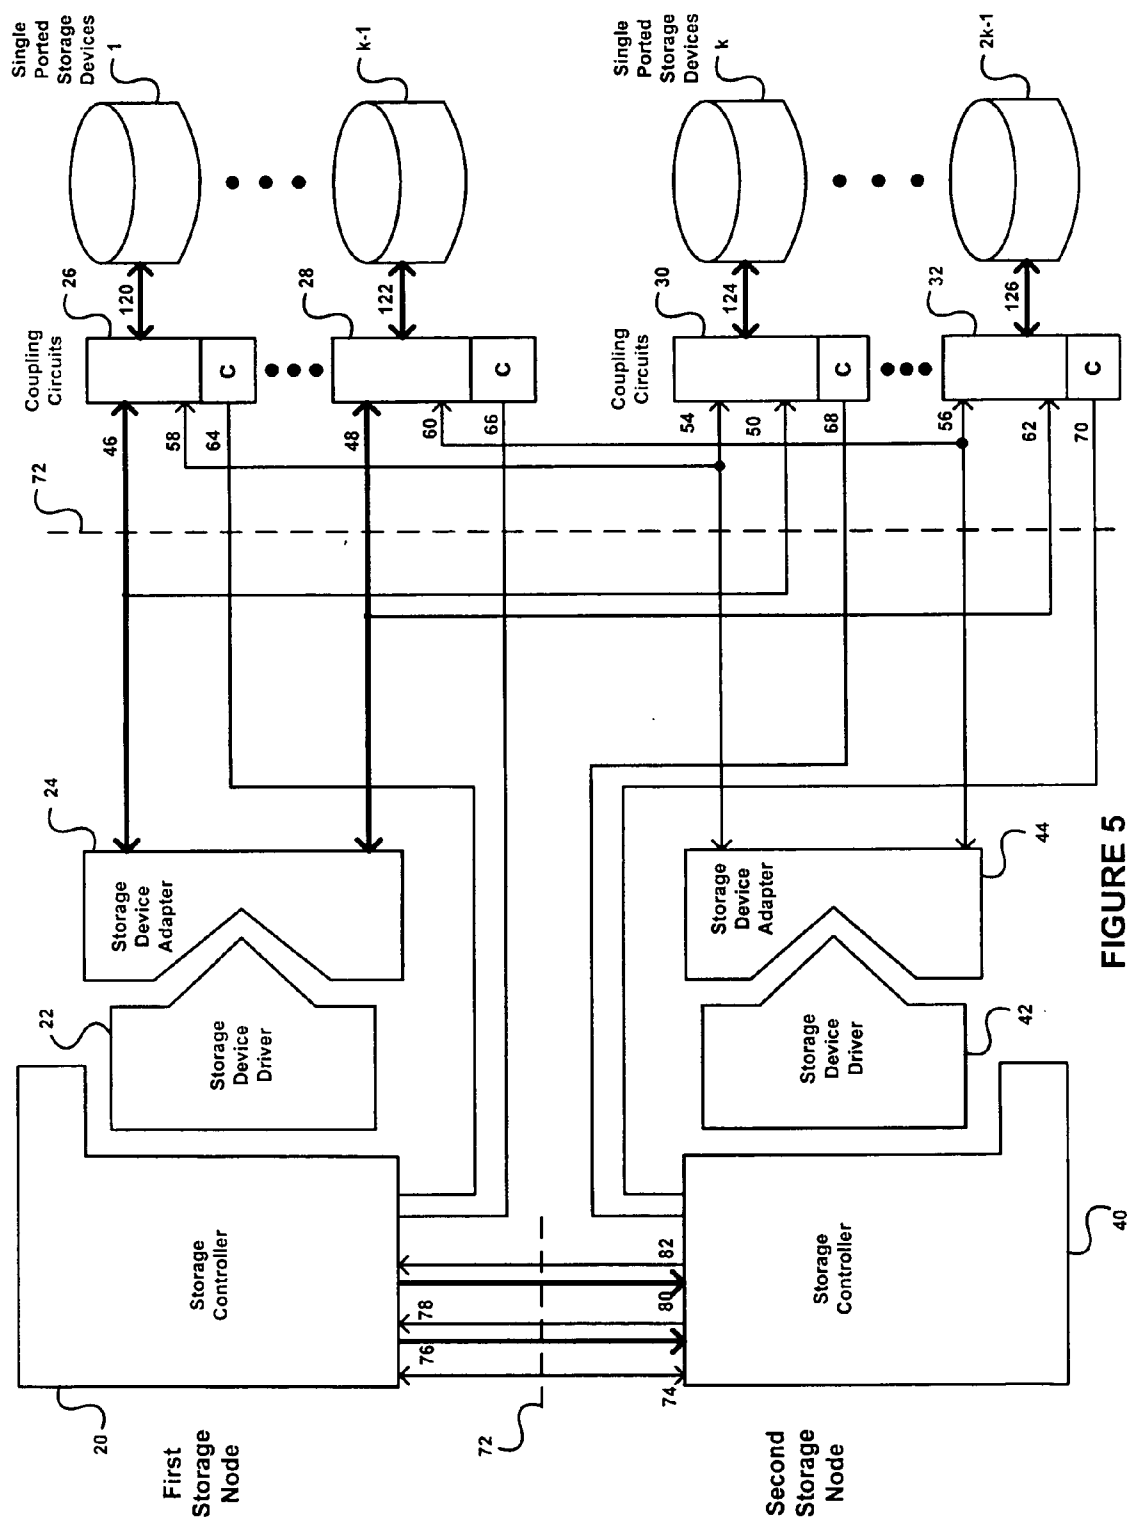 Single
Ported
Storage
Devices
1
k-1
Single
Ported
Storage
Devices
k
2k-1
120
122
124
126
Coupling
Circuits
26
28
Coupling
Circuits
30
32
C
C
C
C
46
58
64
48
60
66
54
50
68
56
62
70
72
24
Storage
Device
Adapter
Storage
Device
Adapter
44
22
Storage
Device
Driver
Storage
Device
Driver
42
Storage
Controller
20
Storage
Controller
40
82
80
78
76
74
72
First
Storage
Node
Second
Storage
Node
FIGURE 5